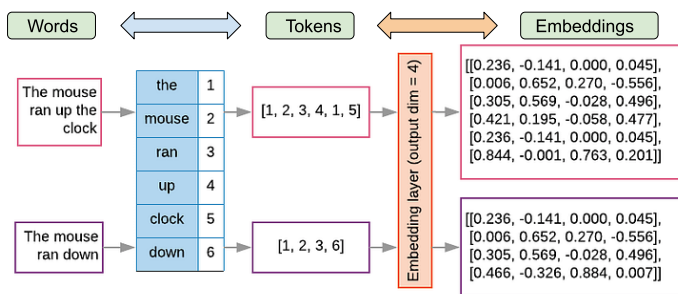 Words
Tokens
Embeddings
The mouse
ran up the
clock
the 1
mouse 2
ran 3
up 4
clock 5
down 6
[1, 2, 3, 4, 1, 5]
Embedding layer (output dim = 4)
[[0.236, -0.141, 0.000, 0.045],
[0.006, 0.652, 0.270, -0.556],
[0.305, 0.569, -0.028, 0.496],
[0.421, 0.195, -0.058, 0.477],
[0.236, -0.141, 0.000, 0.045],
[0.844, -0.001, 0.763, 0.201]]
The mouse
ran down
[1, 2, 3, 6]
[[0.236, -0.141, 0.000, 0.045],
[0.006, 0.652, 0.270, -0.556],
[0.305, 0.569, -0.028, 0.496],
[0.466, -0.326, 0.884, 0.007]]